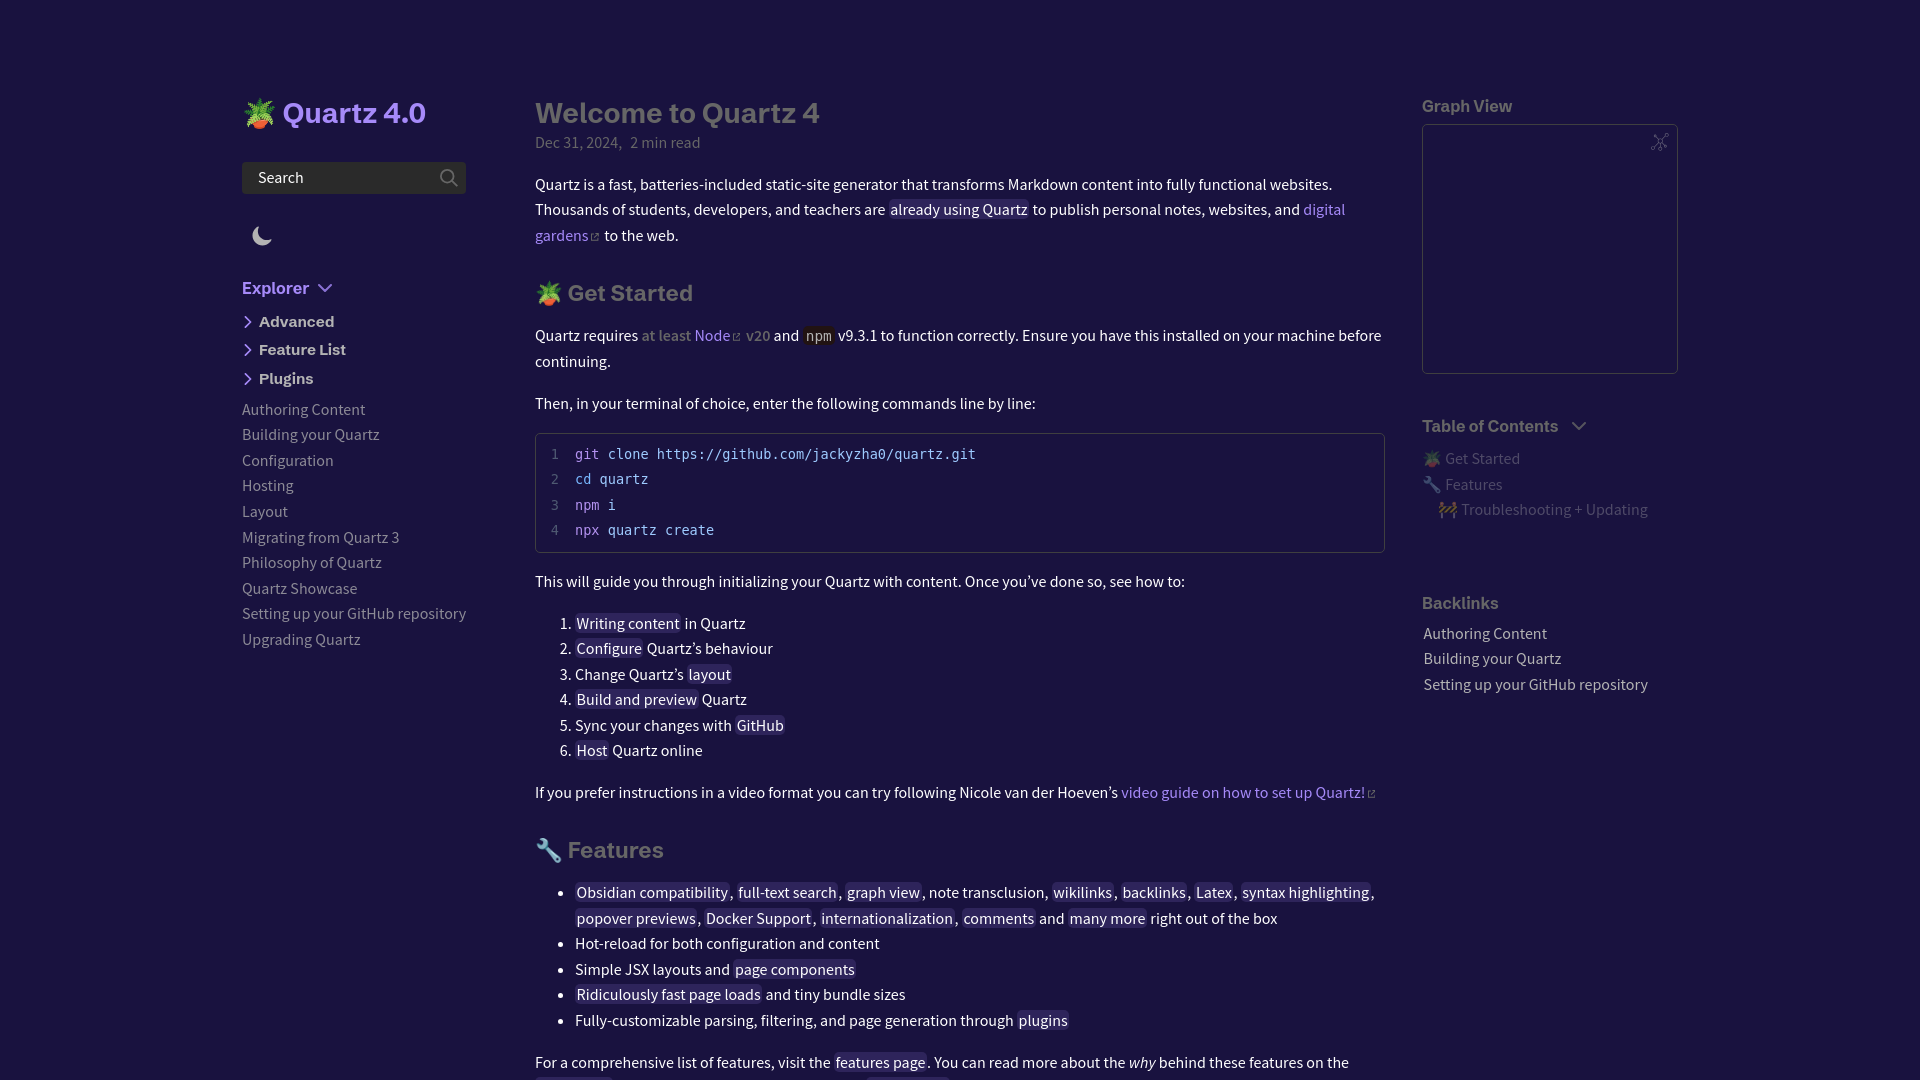 🪴 Quartz 4.0
Search
Explorer
Advanced
Feature List
Plugins
Authoring Content
Building your Quartz
Configuration
Hosting
Layout
Migrating from Quartz 3
Philosophy of Quartz
Quartz Showcase
Setting up your GitHub repository
Upgrading Quartz
Welcome to Quartz 4
Dec 31, 2024, 2 min read
Quartz is a fast, batteries-included static-site generator that transforms Markdown content into fully functional websites.
Thousands of students, developers, and teachers are already using Quartz to publish personal notes, websites, and digital
gardens to the web.
🪴 Get Started
Quartz requires at least Node v20 and npm v9.3.1 to function correctly. Ensure you have this installed on your machine before
continuing.
Then, in your terminal of choice, enter the following commands line by line:
1 git clone https://github.com/jackyzha0/quartz.git
2 cd quartz
3 npm i
4 npx quartz create
This will guide you through initializing your Quartz with content. Once you’ve done so, see how to:
1. Writing content in Quartz
2. Configure Quartz’s behaviour
3. Change Quartz’s layout
4. Build and preview Quartz
5. Sync your changes with GitHub
6. Host Quartz online
If you prefer instructions in a video format you can try following Nicole van der Hoeven’s video guide on how to set up Quartz!
🔧 Features
• Obsidian compatibility, full-text search, graph view, note transclusion, wikilinks, backlinks, Latex, syntax highlighting,
popover previews, Docker Support, internationalization, comments and many more right out of the box
• Hot-reload for both configuration and content
• Simple JSX layouts and page components
• Ridiculously fast page loads and tiny bundle sizes
• Fully-customizable parsing, filtering, and page generation through plugins
For a comprehensive list of features, visit the features page. You can read more about the why behind these features on the
Graph View
Table of Contents
🪴 Get Started
🔧 Features
🚧 Troubleshooting + Updating
Backlinks
Authoring Content
Building your Quartz
Setting up your GitHub repository